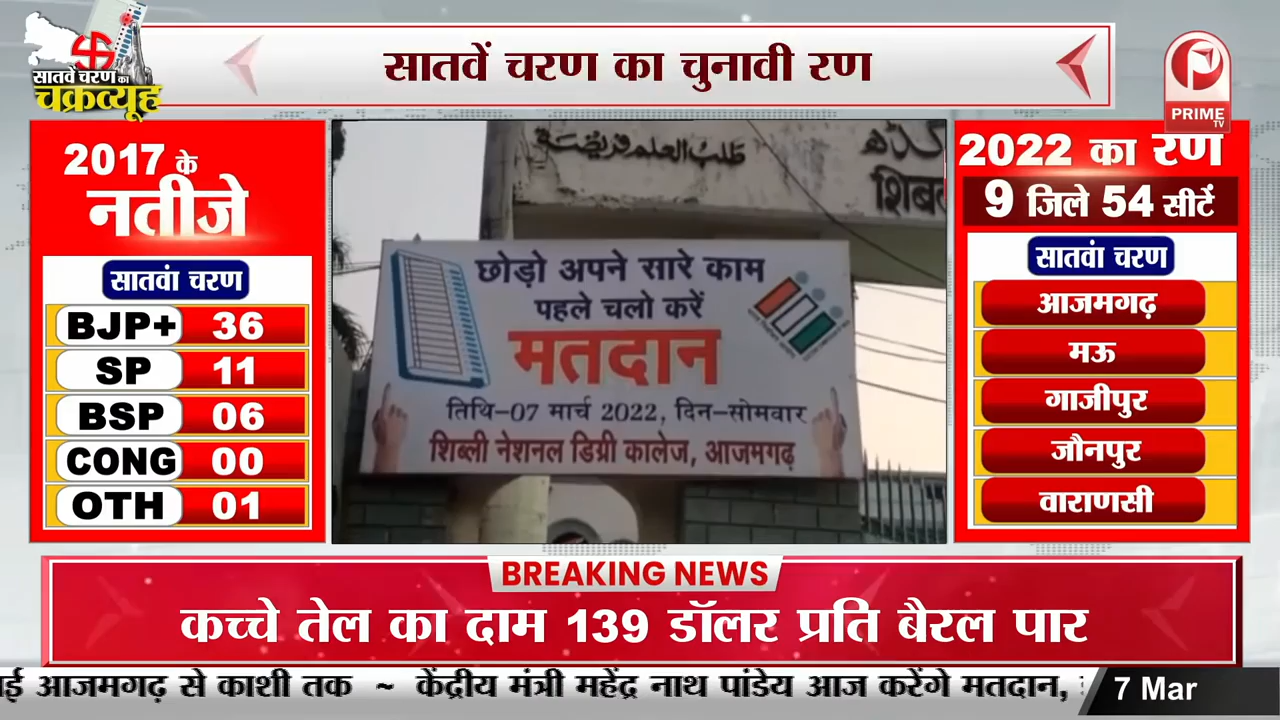 सातवें चरण का
चक्रव्यूह
सातवें चरण का चुनावी रण
PRIME
TV
2017 के
नतीजे
सातवां चरण
BJP+ 36
SP 11
BSP 06
CONG 00
OTH 01
طلب العلم فريضة
शिब
छोड़ो अपने सारे काम
पहले चलो करें
मतदान
तिथि-07 मार्च 2022, दिन-सोमवार
शिब्ली नेशनल डिग्री कालेज, आजमगढ़
2022 का रण
9 जिले 54 सीटें
सातवां चरण
आजमगढ़
मऊ
गाजीपुर
जौनपुर
वाराणसी
BREAKING NEWS
कच्चे तेल का दाम 139 डॉलर प्रति बैरल पार
आजमगढ़ से काशी तक ~ केंद्रीय मंत्री महेंद्र नाथ पांडेय आज करेंगे मतदान,
7 Mar